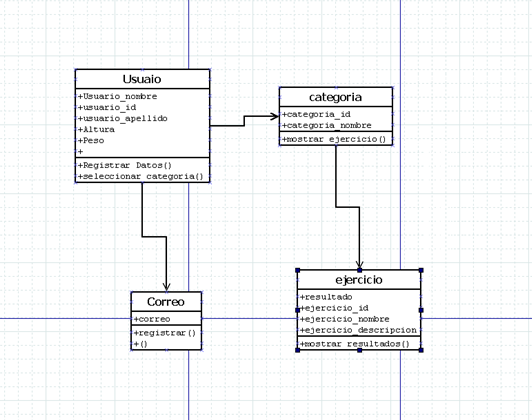 Usuaio
+Usuario_nombre
+usuario_id
+usuario_apellido
+Altura
+Peso
+
+Registrar Datos()
+seleccionar categoria()
categoria
+categoria_id
+categoria_nombre
+mostrar ejercicio()
Correo
+correo
+registrar()
+()
ejercicio
+resultado
+ejercicio_id
+ejercicio_nombre
+ejercicio_descripcion
+mostrar resultados()